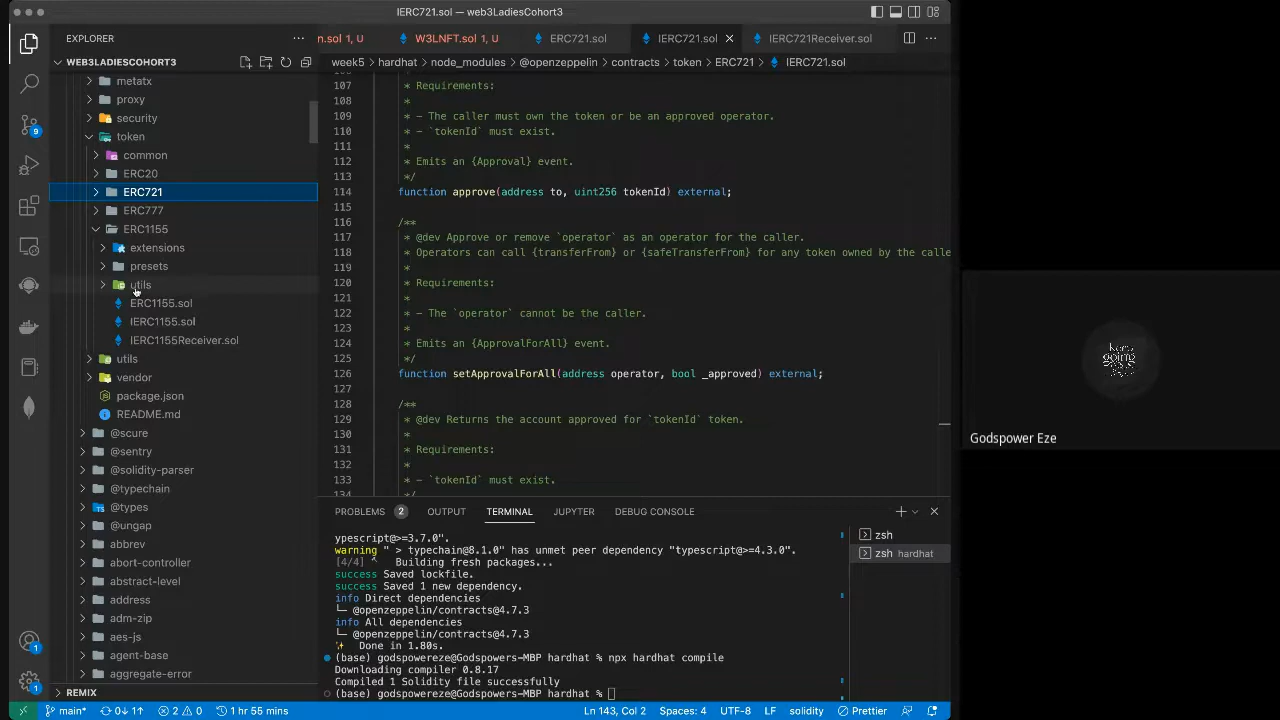 IERC721.sol — web3LadiesCohort3
EXPLORER
n.sol 1, U
W3LNFT.sol 1, U
ERC721.sol
IERC721.sol
IERC721Receiver.sol
WEB3LADIESCOHORT3
week5 > hardhat > node_modules > @openzeppelin > contracts > token > ERC721 > IERC721.sol
metatx
proxy
security
token
common
ERC20
ERC721
ERC777
ERC1155
extensions
presets
utils
ERC1155.sol
IERC1155.sol
IERC1155Receiver.sol
utils
vendor
package.json
README.md
@scure
@sentry
@solidity-parser
@typechain
@types
@ungap
abbrev
abort-controller
abstract-level
address
adm-zip
aes-js
agent-base
aggregate-error
REMIX
107 * Requirements:
108 *
109 * - The caller must own the token or be an approved operator.
110 * - `tokenId` must exist.
111 *
112 * Emits an {Approval} event.
113 */
114 function approve(address to, uint256 tokenId) external;
115
116 /**
117 * @dev Approve or remove `operator` as an operator for the caller.
118 * Operators can call {transferFrom} or {safeTransferFrom} for any token owned by the calle
119 *
120 * Requirements:
121 *
122 * - The `operator` cannot be the caller.
123 *
124 * Emits an {ApprovalForAll} event.
125 */
126 function setApprovalForAll(address operator, bool _approved) external;
127
128 /**
129 * @dev Returns the account approved for `tokenId` token.
130 *
131 * Requirements:
132 *
133 * - `tokenId` must exist.
134 */
PROBLEMS 2 OUTPUT TERMINAL JUPYTER DEBUG CONSOLE
ypescript@>=3.7.0".
warning " > typechain@8.1.0" has unmet peer dependency "typescript@>=4.3.0".
[4/4] Building fresh packages...
success Saved lockfile.
success Saved 1 new dependency.
info Direct dependencies
└─ @openzeppelin/contracts@4.7.3
info All dependencies
└─ @openzeppelin/contracts@4.7.3
Done in 1.80s.
(base) godspowereze@Godspowers-MBP hardhat % npx hardhat compile
Downloading compiler 0.8.17
Compiled 1 Solidity file successfully
(base) godspowereze@Godspowers-MBP hardhat %
zsh
zsh hardhat
9
1
1
main* 0↓ 1↑ 2 0 1 hr 55 mins
Ln 143, Col 2 Spaces: 4 UTF-8 LF solidity Prettier
keep
going
Godspower Eze